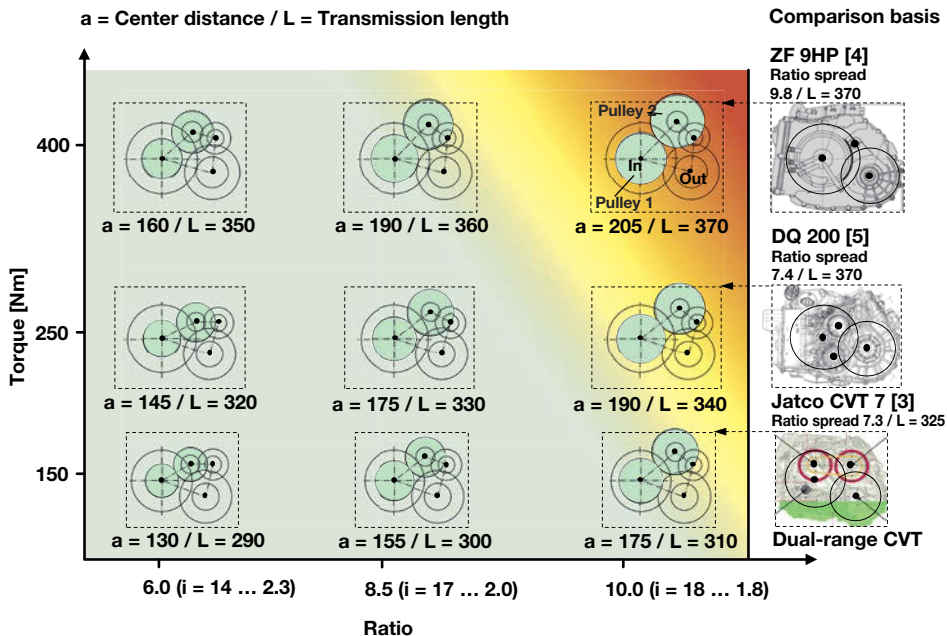 a = Center distance / L = Transmission length
Comparison basis
Torque [Nm]
400
250
150
a = 160 / L = 350
a = 190 / L = 360
Pulley 2
In
Out
Pulley 1
a = 205 / L = 370
a = 145 / L = 320
a = 175 / L = 330
a = 190 / L = 340
a = 130 / L = 290
a = 155 / L = 300
a = 175 / L = 310
ZF 9HP [4]
Ratio spread
9.8 / L = 370
DQ 200 [5]
Ratio spread
7.4 / L = 370
Jatco CVT 7 [3]
Ratio spread 7.3 / L = 325
Dual-range CVT
6.0 (i = 14 … 2.3)
8.5 (i = 17 … 2.0)
10.0 (i = 18 … 1.8)
Ratio